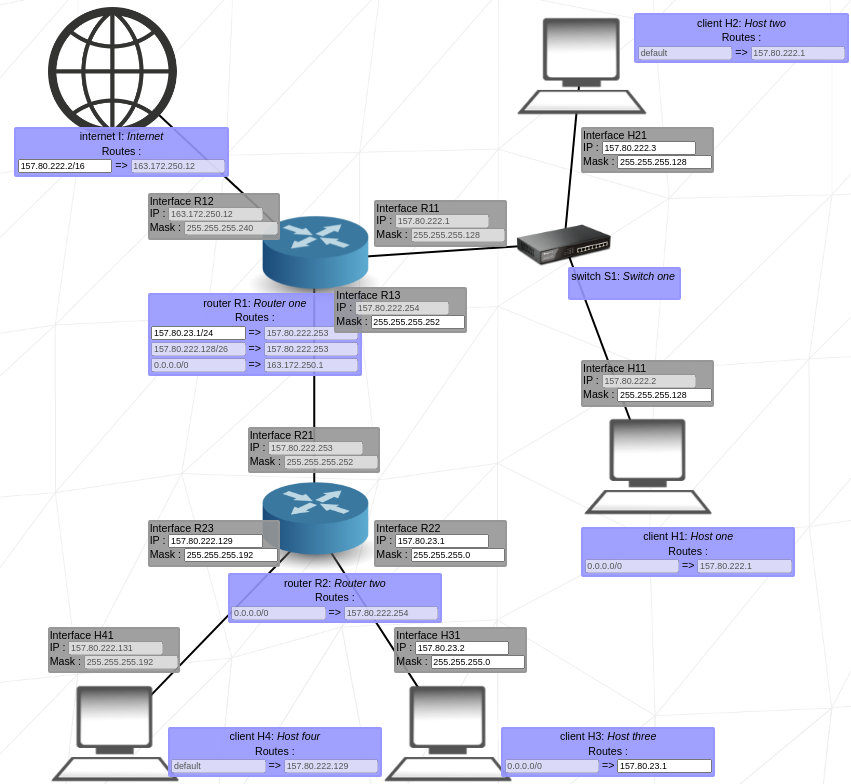 internet I: Internet
Routes :
157.80.222.2/16 => 163.172.250.12
client H2: Host two
Routes :
default => 157.80.222.1
Interface H21
IP : 157.80.222.3
Mask : 255.255.255.128
Interface R12
IP : 163.172.250.12
Mask : 255.255.255.240
Interface R11
IP : 157.80.222.1
Mask : 255.255.255.128
switch S1: Switch one
router R1: Router one
Routes :
157.80.23.1/24 => 157.80.222.253
157.80.222.128/26 => 157.80.222.253
0.0.0.0/0 => 163.172.250.1
Interface R13
IP : 157.80.222.254
Mask : 255.255.255.252
Interface H11
IP : 157.80.222.2
Mask : 255.255.255.128
Interface R21
IP : 157.80.222.253
Mask : 255.255.255.252
Interface R23
IP : 157.80.222.129
Mask : 255.255.255.192
Interface R22
IP : 157.80.23.1
Mask : 255.255.255.0
client H1: Host one
Routes :
0.0.0.0/0 => 157.80.222.1
router R2: Router two
Routes :
0.0.0.0/0 => 157.80.222.254
Interface H41
IP : 157.80.222.131
Mask : 255.255.255.192
Interface H31
IP : 157.80.23.2
Mask : 255.255.255.0
client H4: Host four
Routes :
default => 157.80.222.129
client H3: Host three
Routes :
0.0.0.0/0 => 157.80.23.1